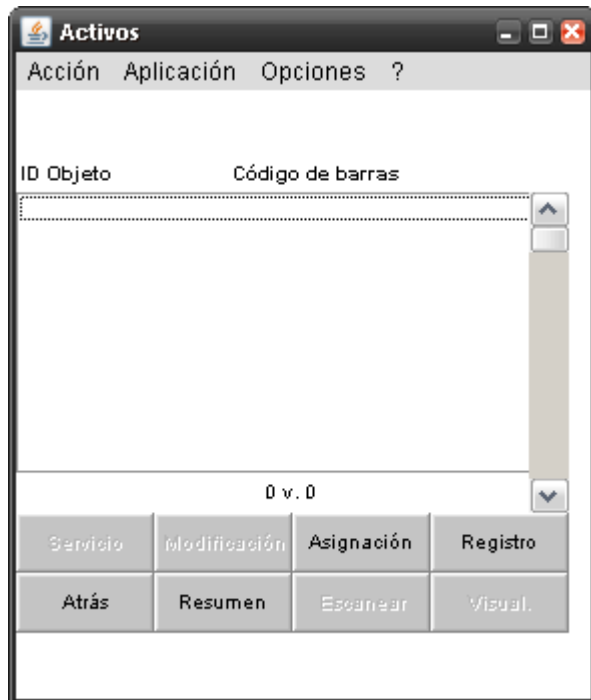 Activos
Acción Aplicación Opciones ?
ID Objeto Código de barras
0 v. 0
Servicio Modificación Asignación Registro
Atrás Resumen Escanear Visual.